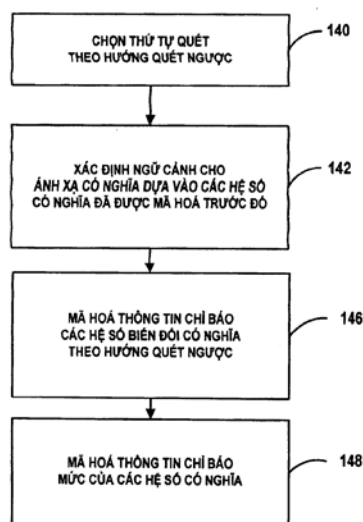 CHỌN THỨ TỰ QUÉT
THEO HƯỚNG QUÉT NGƯỢC
140
XÁC ĐỊNH NGỮ CẢNH CHO
ÁNH XẠ CÓ NGHĨA DỰA VÀO CÁC HỆ SỐ
CÓ NGHĨA ĐÃ ĐƯỢC MÃ HOÁ TRƯỚC ĐÓ
142
MÃ HOÁ THÔNG TIN CHỈ BÁO
CÁC HỆ SỐ BIẾN ĐỔI CÓ NGHĨA
THEO HƯỚNG QUÉT NGƯỢC
146
MÃ HOÁ THÔNG TIN CHỈ BÁO
MỨC CỦA CÁC HỆ SỐ CÓ NGHĨA
148